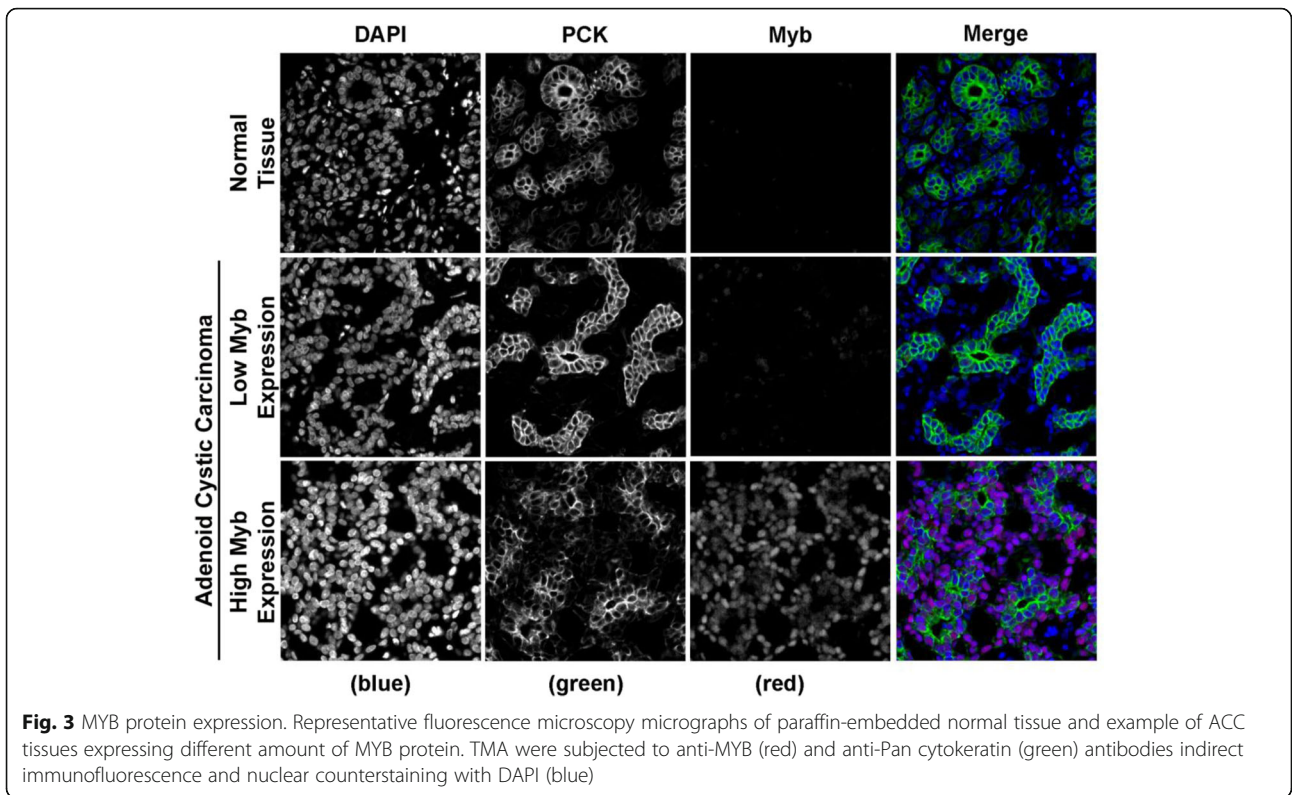 DAPI PCK Myb Merge
Normal
Tissue
Adenoid Cystic Carcinoma
Low Myb
Expression
High Myb
Expression
(blue) (green) (red)
Fig. 3 MYB protein expression. Representative fluorescence microscopy micrographs of paraffin-embedded normal tissue and example of ACC
tissues expressing different amount of MYB protein. TMA were subjected to anti-MYB (red) and anti-Pan cytokeratin (green) antibodies indirect
immunofluorescence and nuclear counterstaining with DAPI (blue)